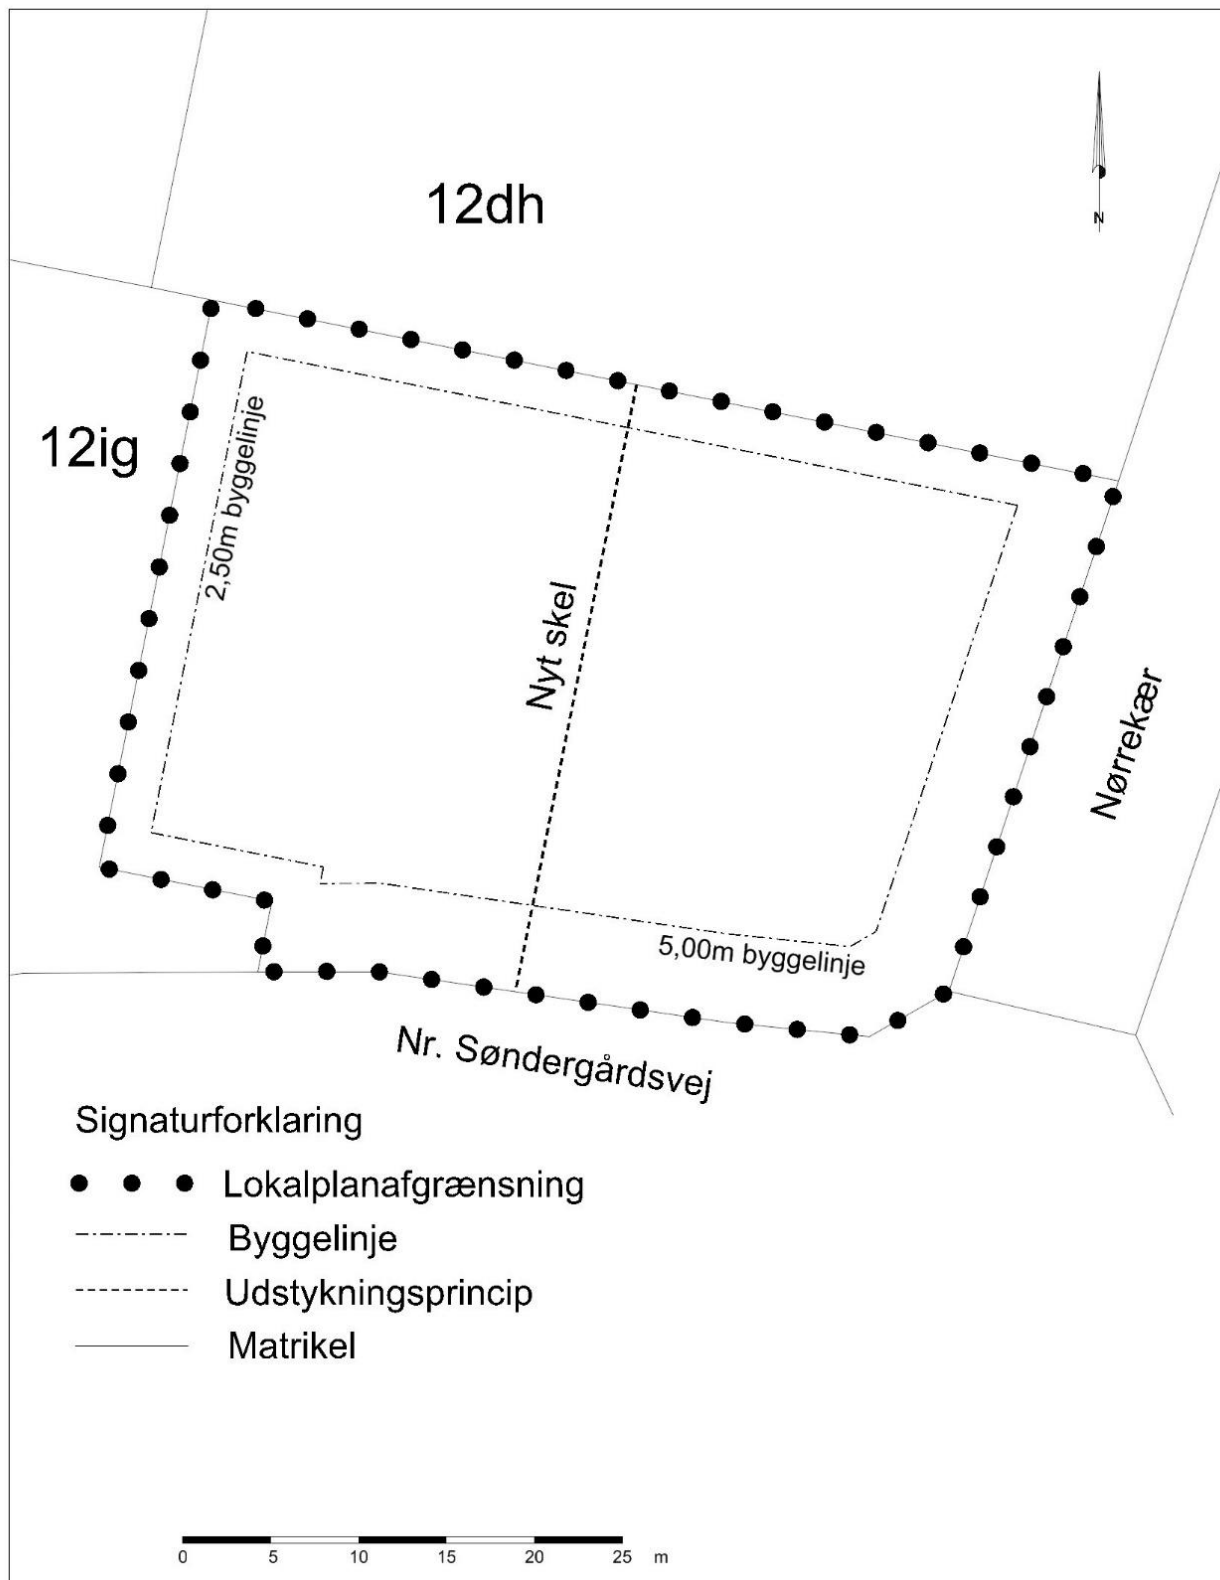 12dh
N
12ig
2,50m byggelinje
Nyt skel
Nørrekær
5,00m byggelinje
Nr. Søndergårdsvej
Signaturforklaring
Lokalplanafgrænsning
Byggelinje
Udstykningsprincip
Matrikel
0 5 10 15 20 25 m